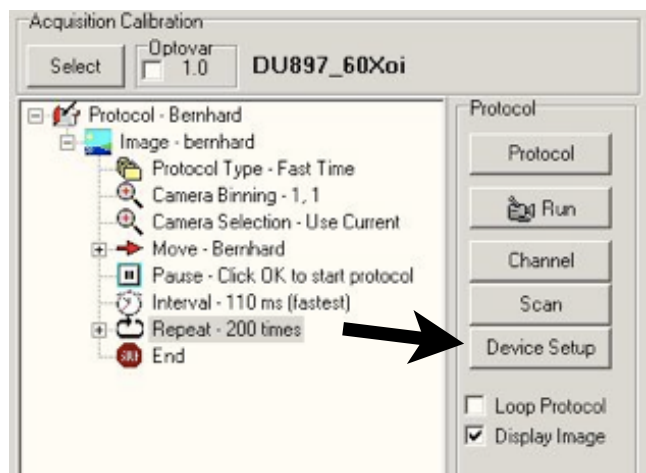 Acquisition Calibration
Select
Optovar
1.0
DU897_60Xoi
Protocol - Bernhard
Image - bernhard
Protocol Type - Fast Time
Camera Binning - 1, 1
Camera Selection - Use Current
Move - Bernhard
Pause - Click OK to start protocol
Interval - 110 ms (fastest)
Repeat - 200 times
End
Protocol
Protocol
Run
Channel
Scan
Device Setup
Loop Protocol
Display Image